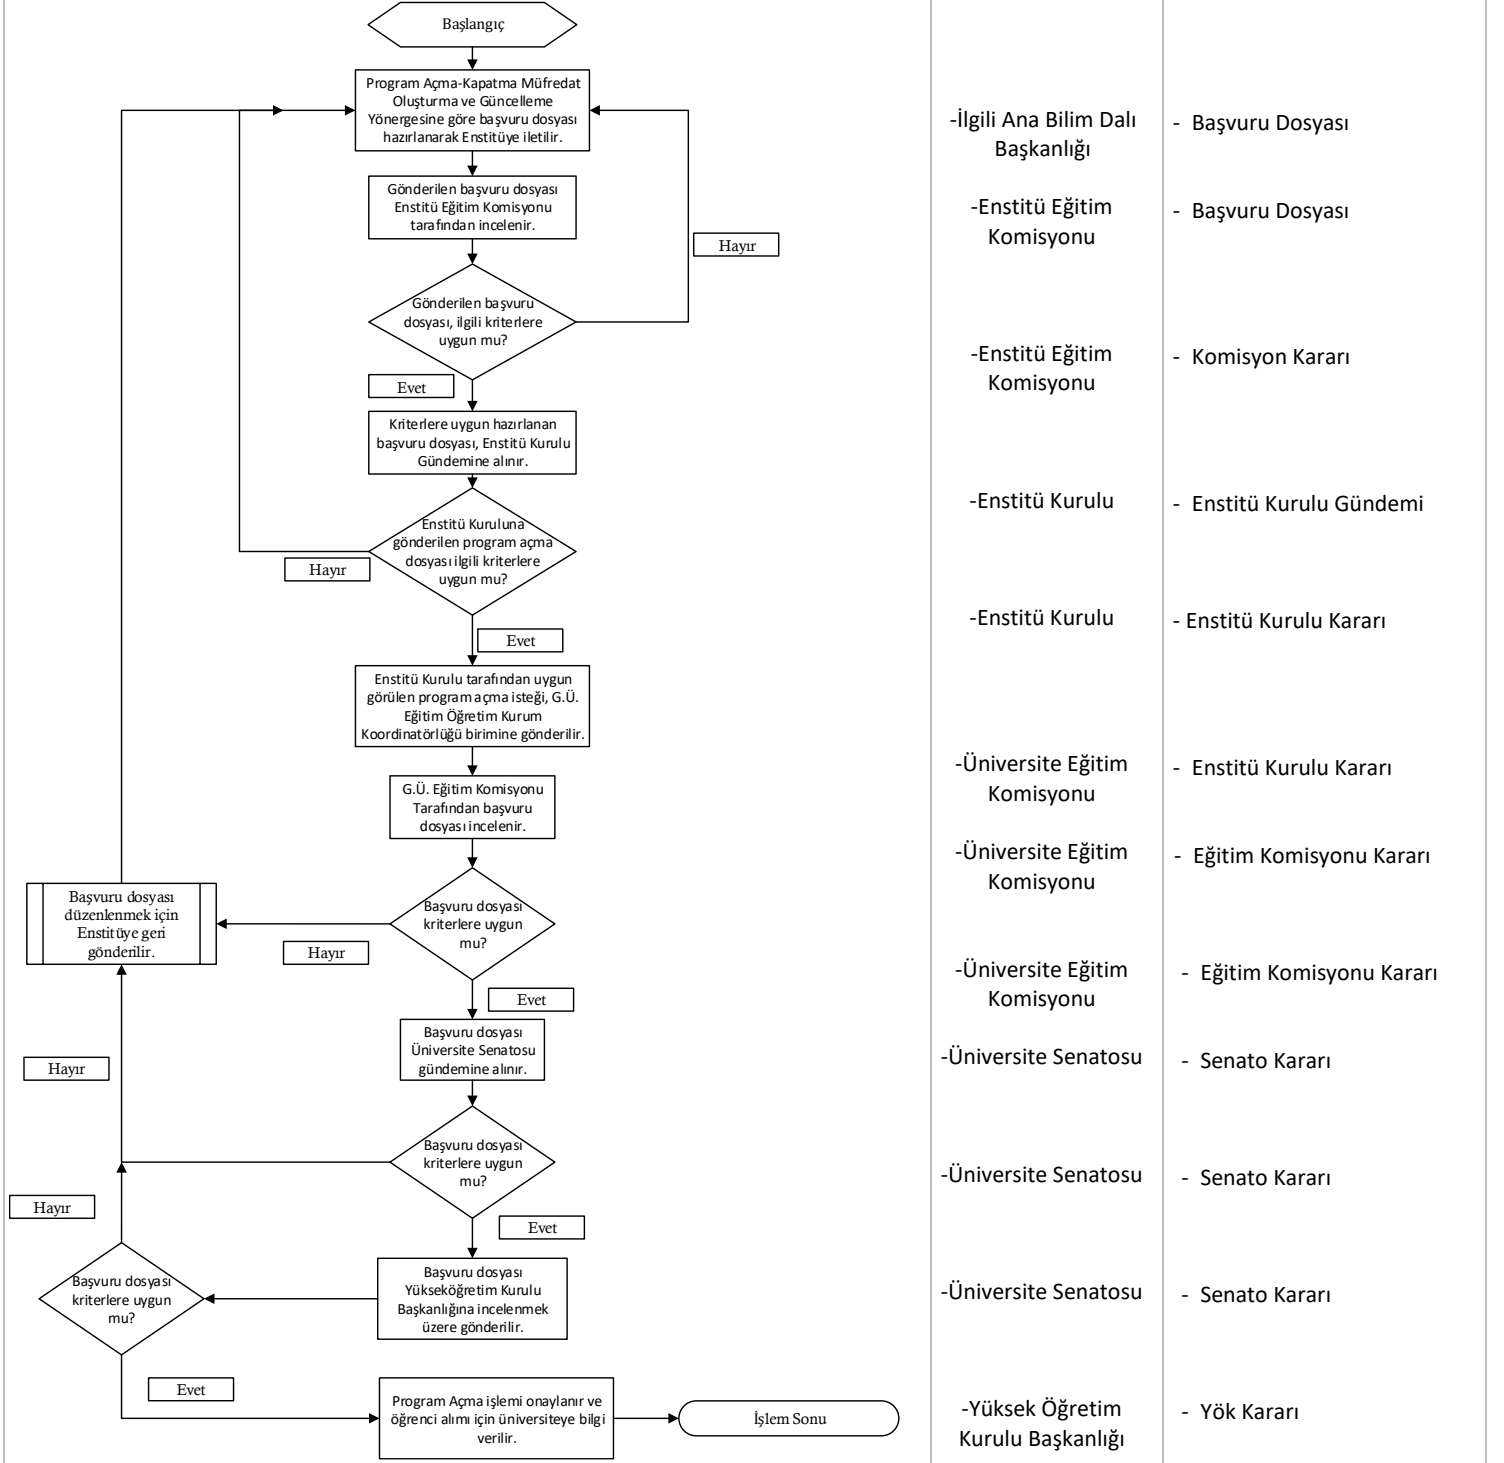 Başlangıç
Program Açma-Kapatma Müfredat
Oluşturma ve Güncelleme
Yönergesine göre başvuru dosyası
hazırlanarak Enstitüye iletilir.
Gönderilen başvuru dosyası
Enstitü Eğitim Komisyonu
tarafından incelenir.
Hayır
Gönderilen başvuru
dosyası, ilgili kriterlere
uygun mu?
Evet
Kriterlere uygun hazırlanan
başvuru dosyası, Enstitü Kurulu
Gündemine alınır.
Enstitü Kuruluna
gönderilen program açma
dosyası ilgili kriterlere
uygun mu?
Hayır
Evet
Enstitü Kurulu tarafından uygun
görülen program açma isteği, G.Ü.
Eğitim Öğretim Kurum
Koordinatörlüğü birimine gönderilir.
G.Ü. Eğitim Komisyonu
Tarafından başvuru
dosyası incelenir.
Başvuru dosyası
kriterlere uygun
mu?
Hayır
Başvuru dosyası
düzenlenmek için
Enstitüye geri
gönderilir.
Evet
Başvuru dosyası
Üniversite Senatosu
gündemine alınır.
Hayır
Başvuru dosyası
kriterlere uygun
mu?
Hayır
Evet
Başvuru dosyası
Yükseköğretim Kurulu
Başkanlığına incelenmek
üzere gönderilir.
Başvuru dosyası
kriterlere uygun
mu?
Evet
Program Açma işlemi onaylanır ve
öğrenci alımı için üniversiteye bilgi
verilir.
İşlem Sonu
-İlgili Ana Bilim Dalı
Başkanlığı
- Başvuru Dosyası
-Enstitü Eğitim
Komisyonu
- Başvuru Dosyası
-Enstitü Eğitim
Komisyonu
- Komisyon Kararı
-Enstitü Kurulu
- Enstitü Kurulu Gündemi
-Enstitü Kurulu
- Enstitü Kurulu Kararı
-Üniversite Eğitim
Komisyonu
- Enstitü Kurulu Kararı
-Üniversite Eğitim
Komisyonu
- Eğitim Komisyonu Kararı
-Üniversite Eğitim
Komisyonu
- Eğitim Komisyonu Kararı
-Üniversite Senatosu
- Senato Kararı
-Üniversite Senatosu
- Senato Kararı
-Üniversite Senatosu
- Senato Kararı
-Yüksek Öğretim
Kurulu Başkanlığı
- Yök Kararı